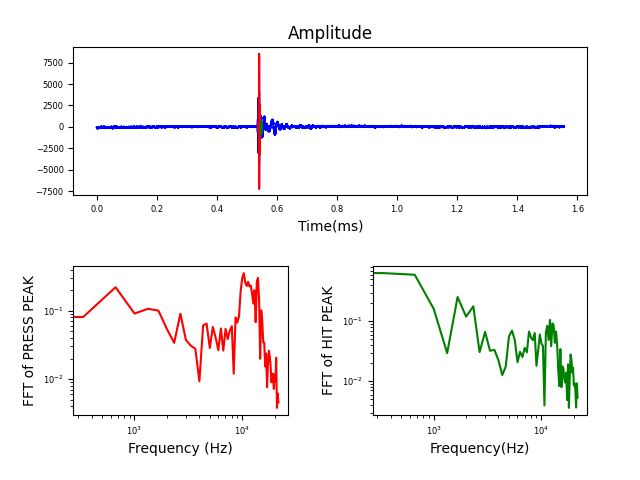 Amplitude
7500
5000
2500
0
−2500
−5000
−7500
0.0 0.2 0.4 0.6 0.8 1.0 1.2 1.4 1.6
Time(ms)
FFT of PRESS PEAK
10⁻¹
10⁻²
10³ 10⁴
Frequency (Hz)
FFT of HIT PEAK
10⁻¹
10⁻²
10³ 10⁴
Frequency(Hz)